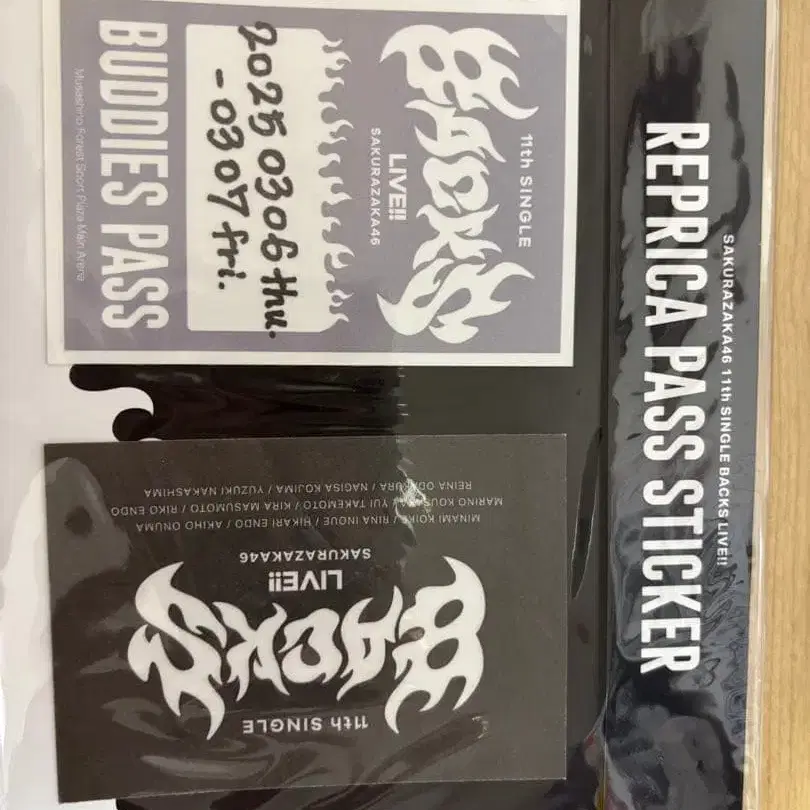 SAKURAZAKA46 11th SINGLE BACKS LIVE!!
REPRICA PASS STICKER
11th SINGLE
BACKS
LIVE!!
SAKURAZAKA46
2025 0306 thu.
- 0307 fri.
BUDDIES PASS
Musashino Forest Sport Plaza Main Arena
11th SINGLE
BACKS
LIVE!!
SAKURAZAKA46
MINAMI KOIKE / RINA INOUE / HIKARI ENDO / AKIHO ONUMA
MARINO KOUSAKA / YUI TAKEMOTO / KIRA MASUMOTO / RIKO ENDO
REINA ODAKURA / NAGISA KOJIMA / YUZUKI NAKASHIMA